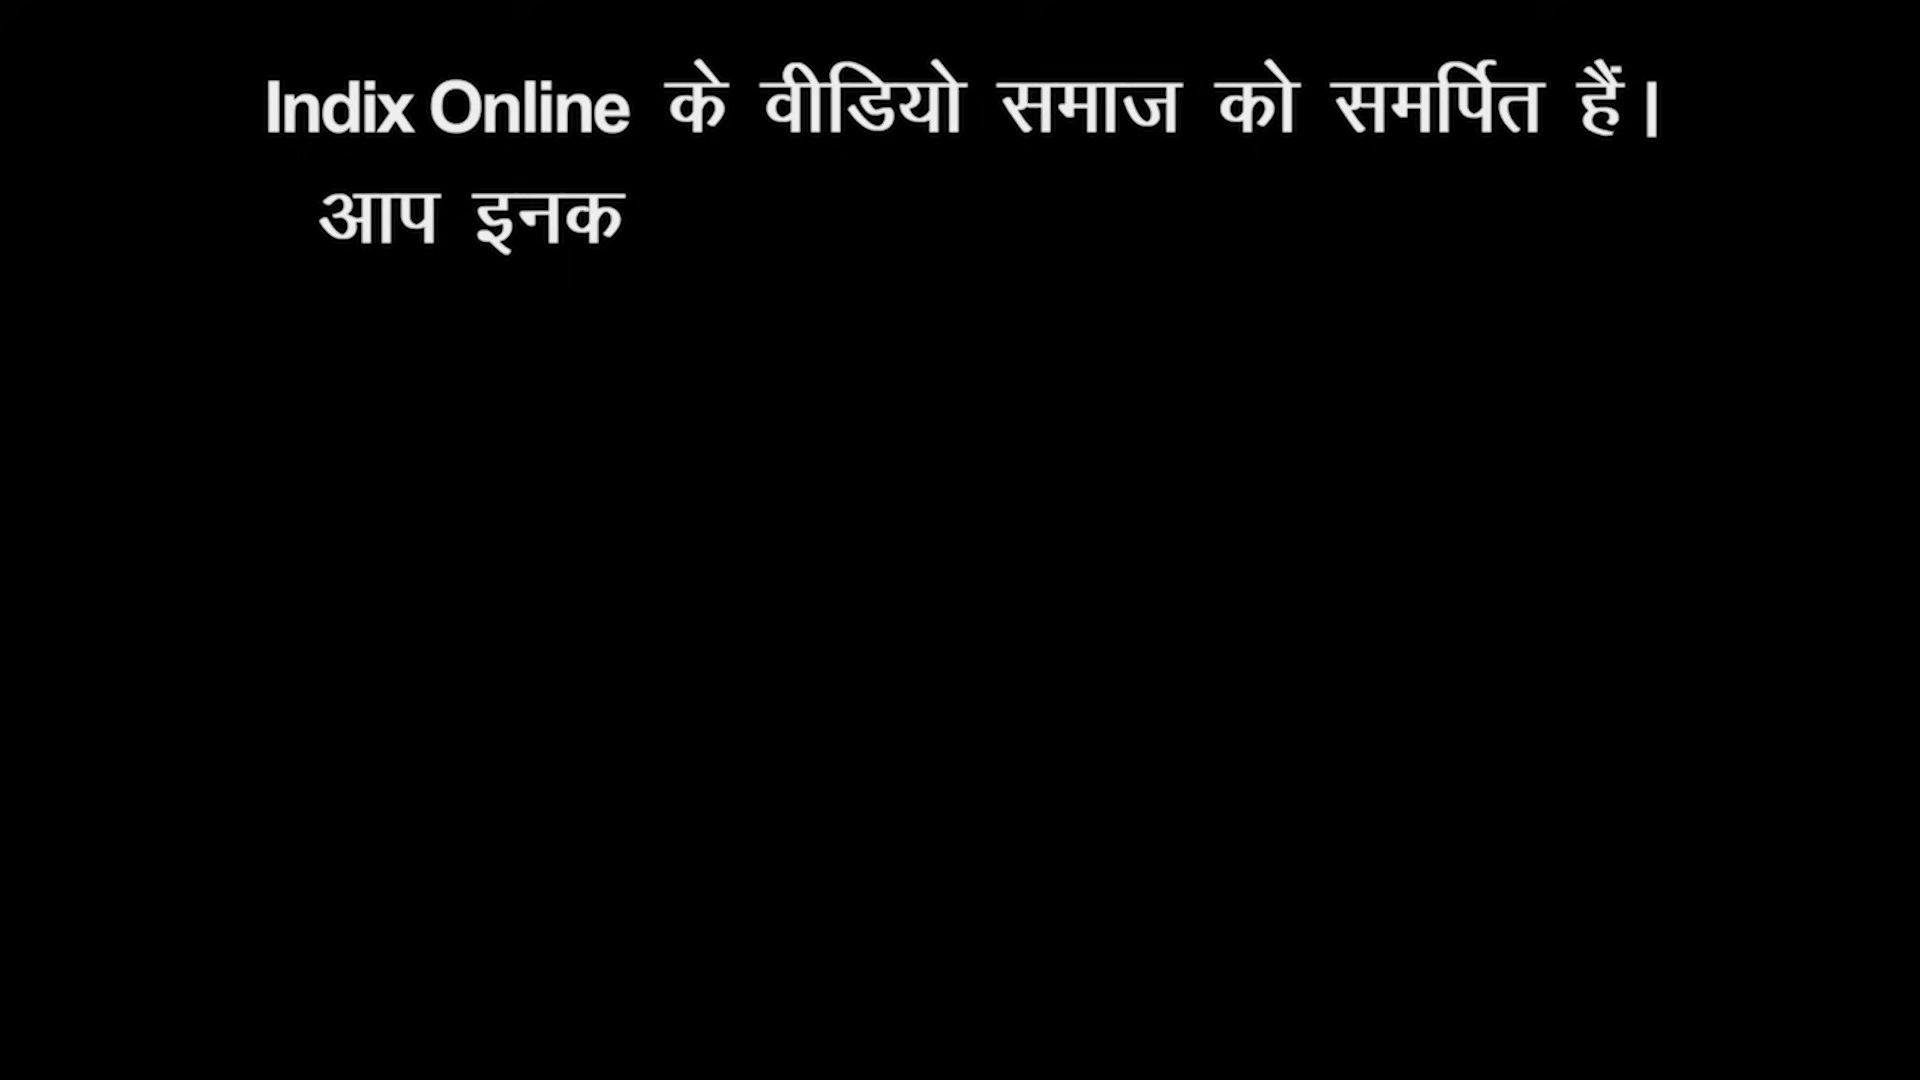 Indix Online के वीडियो समाज को समर्पित हैं।
आप इनक